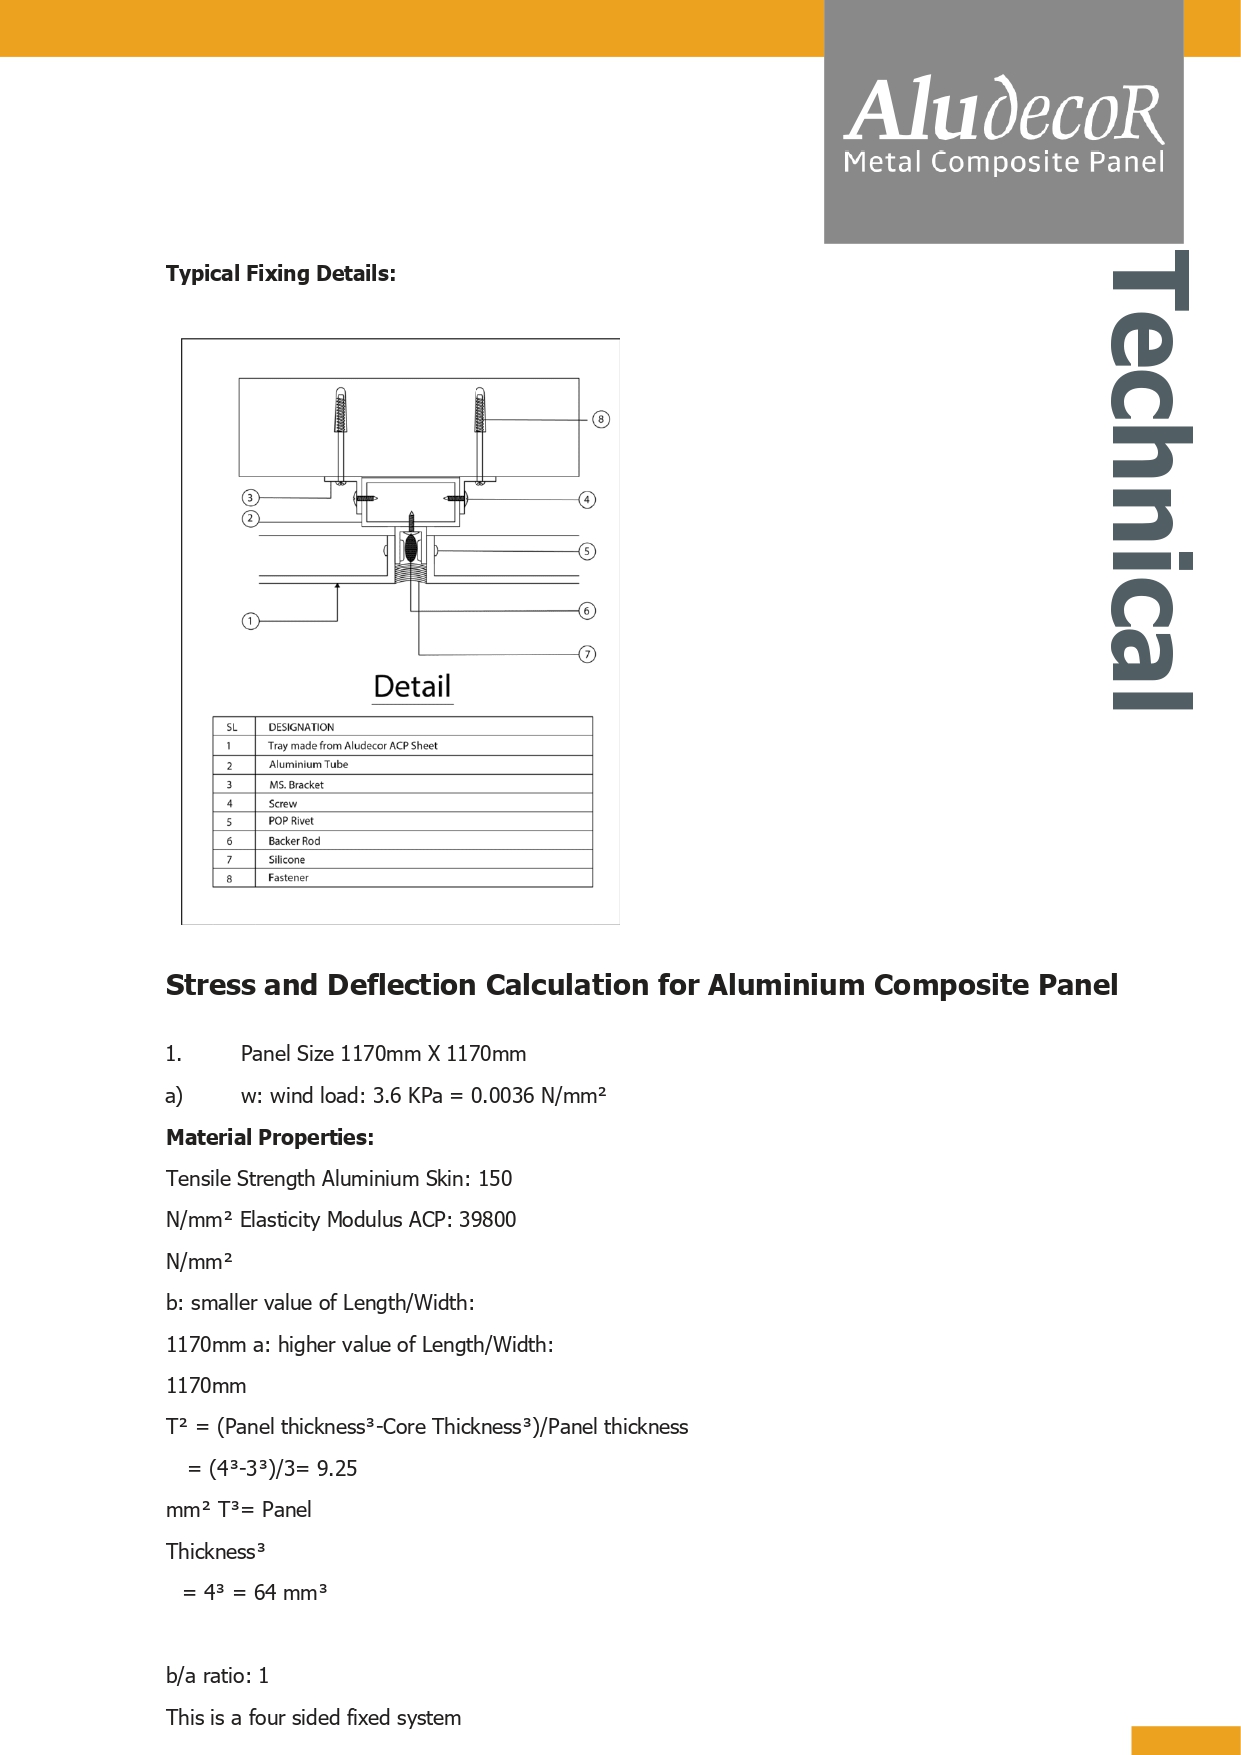 AludecoR
Metal Composite Panel
Technical
Typical Fixing Details:
8
3
4
2
5
6
1
7
Detail
SL DESIGNATION
1 Tray made from Aludecor ACP Sheet
2 Aluminium Tube
3 MS. Bracket
4 Screw
5 POP Rivet
6 Backer Rod
7 Silicone
8 Fastener
Stress and Deflection Calculation for Aluminium Composite Panel
1. Panel Size 1170mm X 1170mm
a) w: wind load: 3.6 KPa = 0.0036 N/mm²
Material Properties:
Tensile Strength Aluminium Skin: 150
N/mm² Elasticity Modulus ACP: 39800
N/mm²
b: smaller value of Length/Width:
1170mm a: higher value of Length/Width:
1170mm
T² = (Panel thickness³-Core Thickness³)/Panel thickness
= (4³-3³)/3= 9.25
mm² T³= Panel
Thickness³
= 4³ = 64 mm³
b/a ratio: 1
This is a four sided fixed system